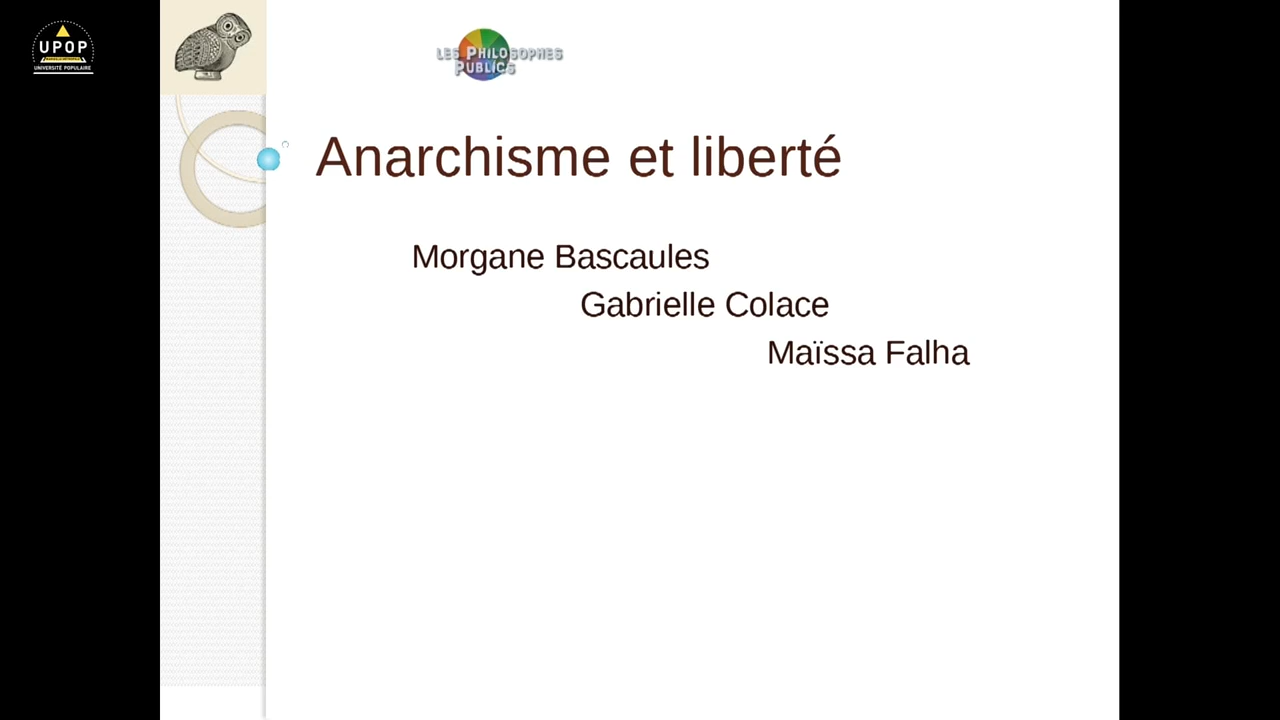 UPOP
UNIVERSITÉ POPULAIRE
LES PHILOSOPHES
PUBLICS
Anarchisme et liberté
Morgane Bascaules
Gabrielle Colace
Maïssa Falha